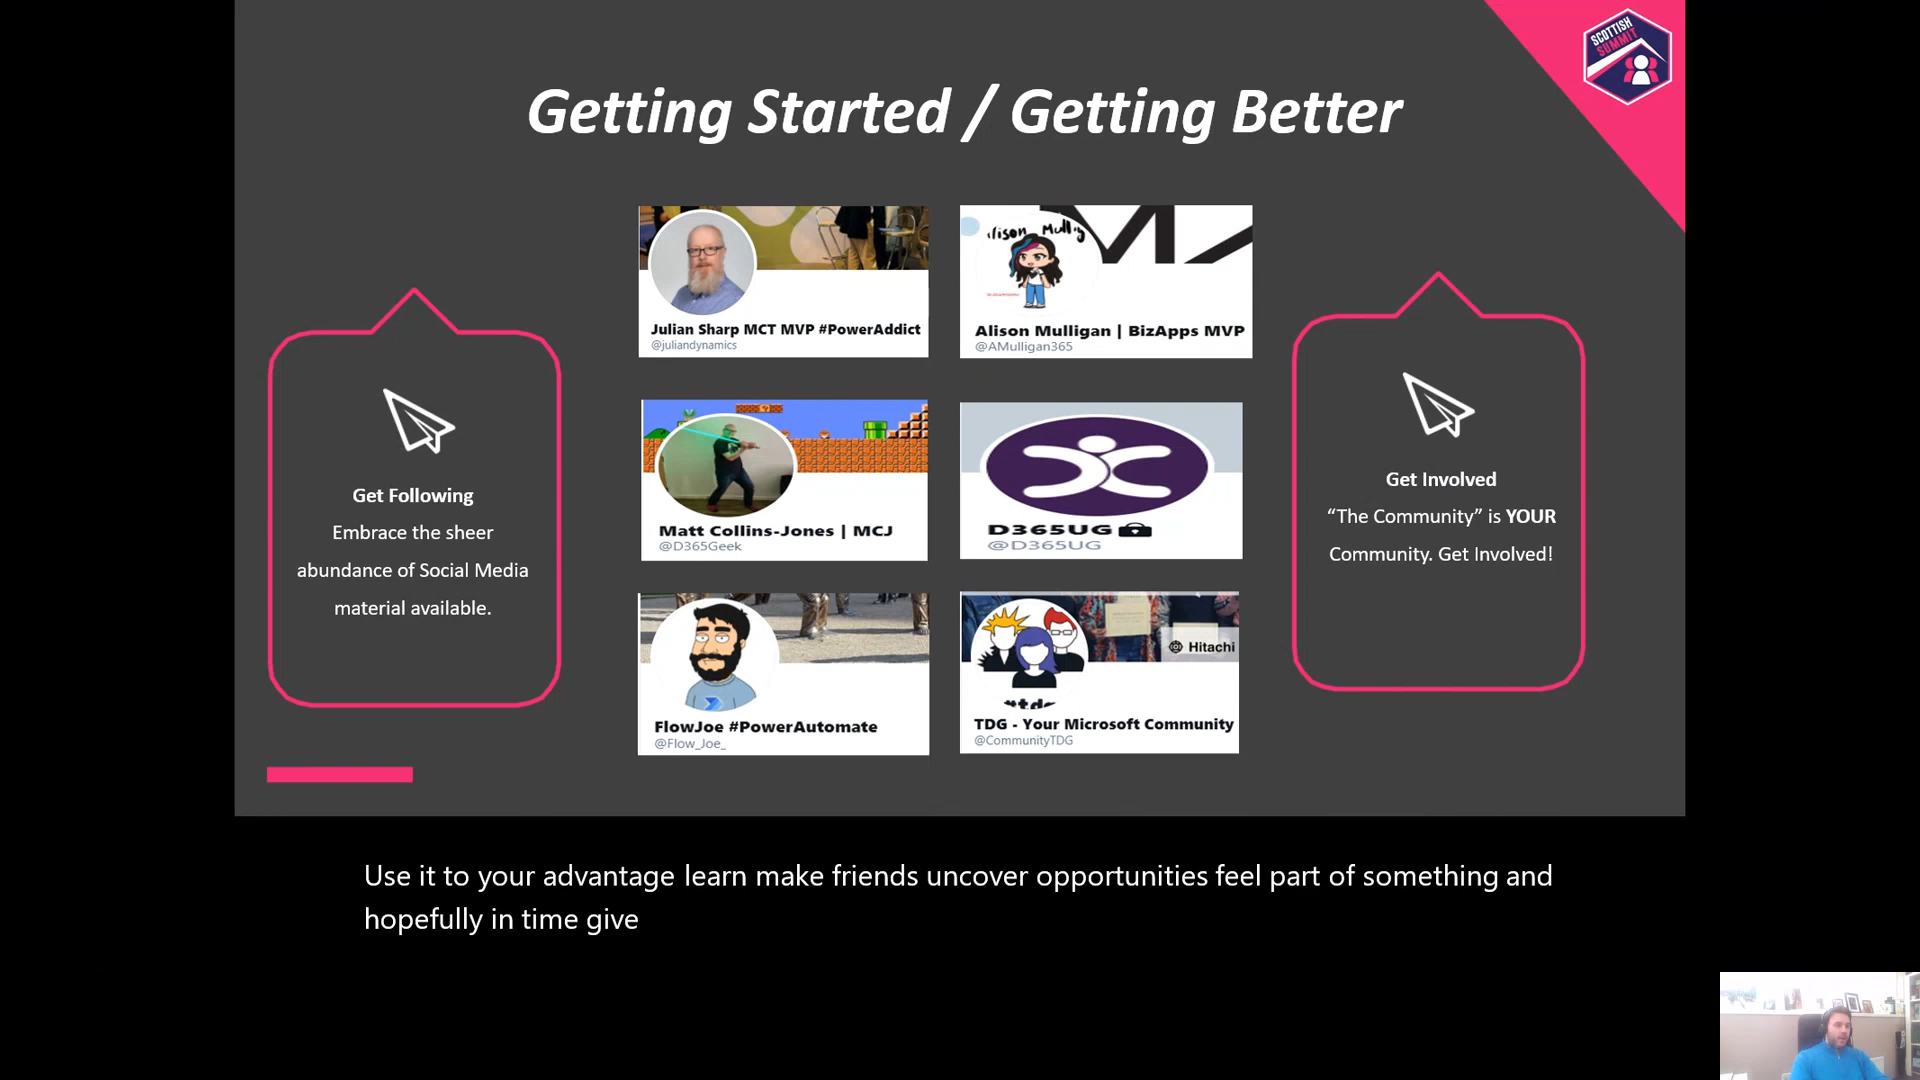 SCOTTISH
SUMMIT
Getting Started / Getting Better
Julian Sharp MCT MVP #PowerAddict
@juliandynamics
Alison Mulligan | BizApps MVP
@AMulligan365
Get Following
Embrace the sheer
abundance of Social Media
material available.
Matt Collins-Jones | MCJ
@D365Geek
D365UG
@D365UG
Get Involved
“The Community” is YOUR
Community. Get Involved!
FlowJoe #PowerAutomate
@Flow_Joe_
Hitachi
TDG - Your Microsoft Community
@CommunityTDG
Use it to your advantage learn make friends uncover opportunities feel part of something and
hopefully in time give